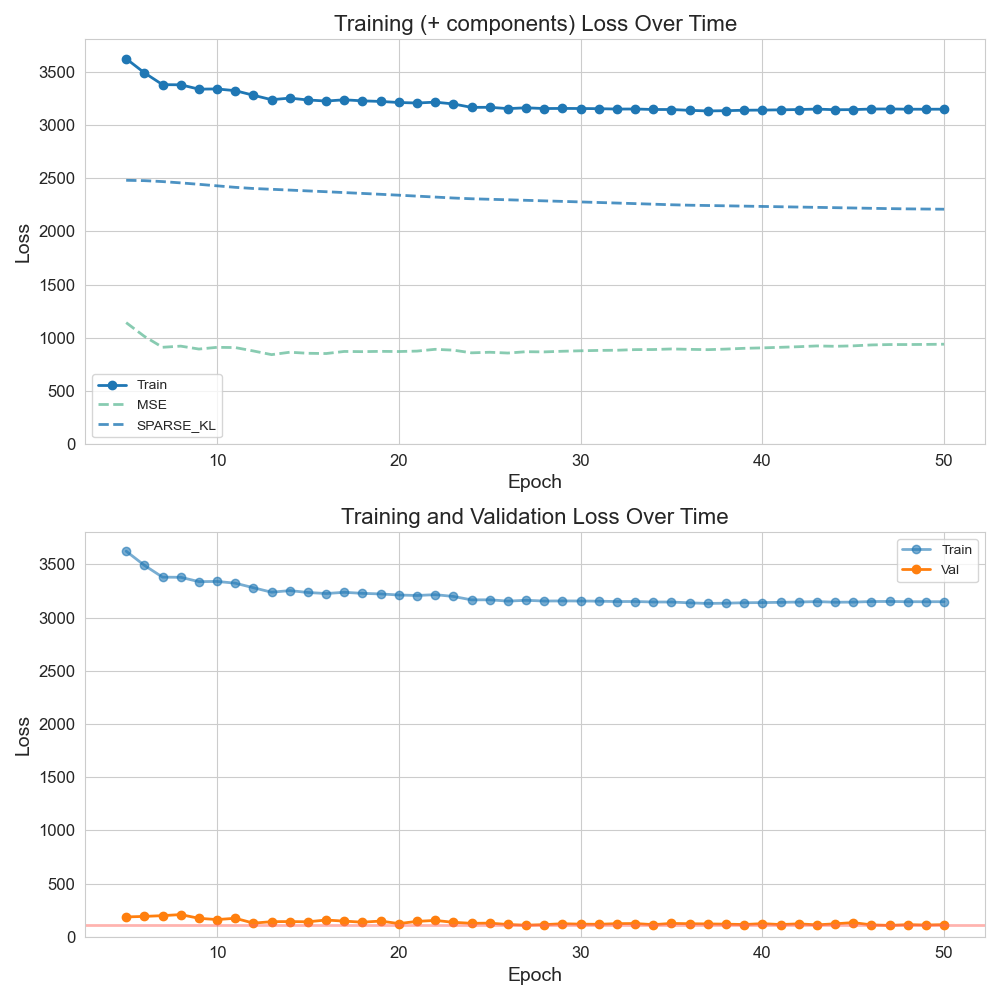 Training (+ components) Loss Over Time
3500
3000
2500
2000
1500
1000
500
0
Loss
Train
MSE
SPARSE_KL
10 20 30 40 50
Epoch
Training and Validation Loss Over Time
3500
3000
2500
2000
1500
1000
500
0
Loss
Train
Val
10 20 30 40 50
Epoch